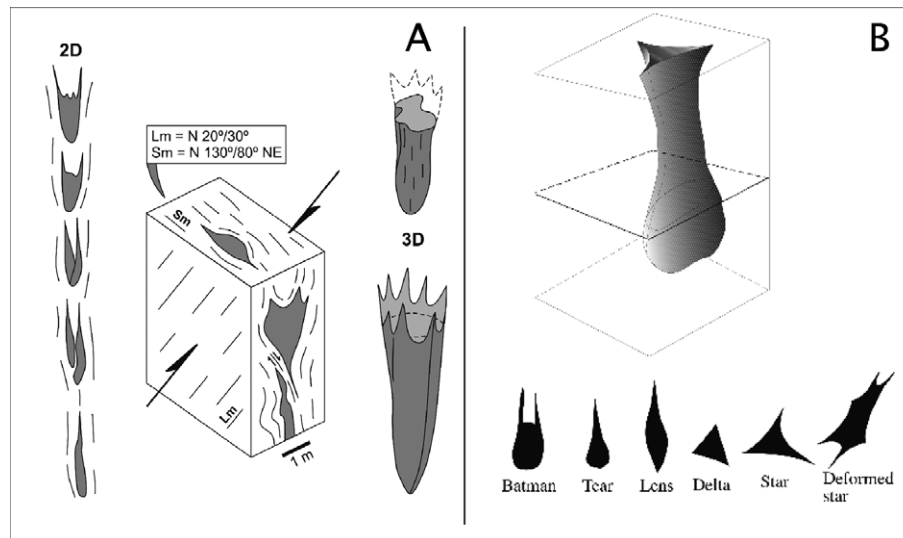 A
2D
Lm = N 20º/30º
Sm = N 130º/80º NE
Sm
3D
Lm
1 m
B
Batman
Tear
Lens
Delta
Star
Deformed
star